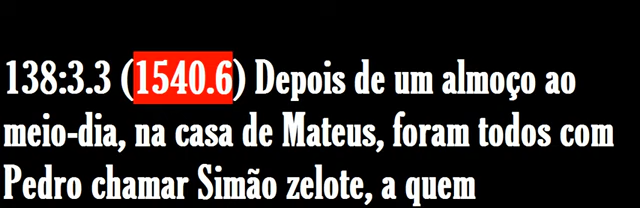 138:3.3 (1540.6) Depois de um almoço ao
meio-dia, na casa de Mateus, foram todos com
Pedro chamar Simão zelote, a quem